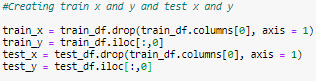 #Creating train x and y and test x and y
train_x = train_df.drop(train_df.columns[0], axis = 1)
train_y = train_df.iloc[:,0]
test_x = test_df.drop(test_df.columns[0], axis = 1)
test_y = test_df.iloc[:,0]